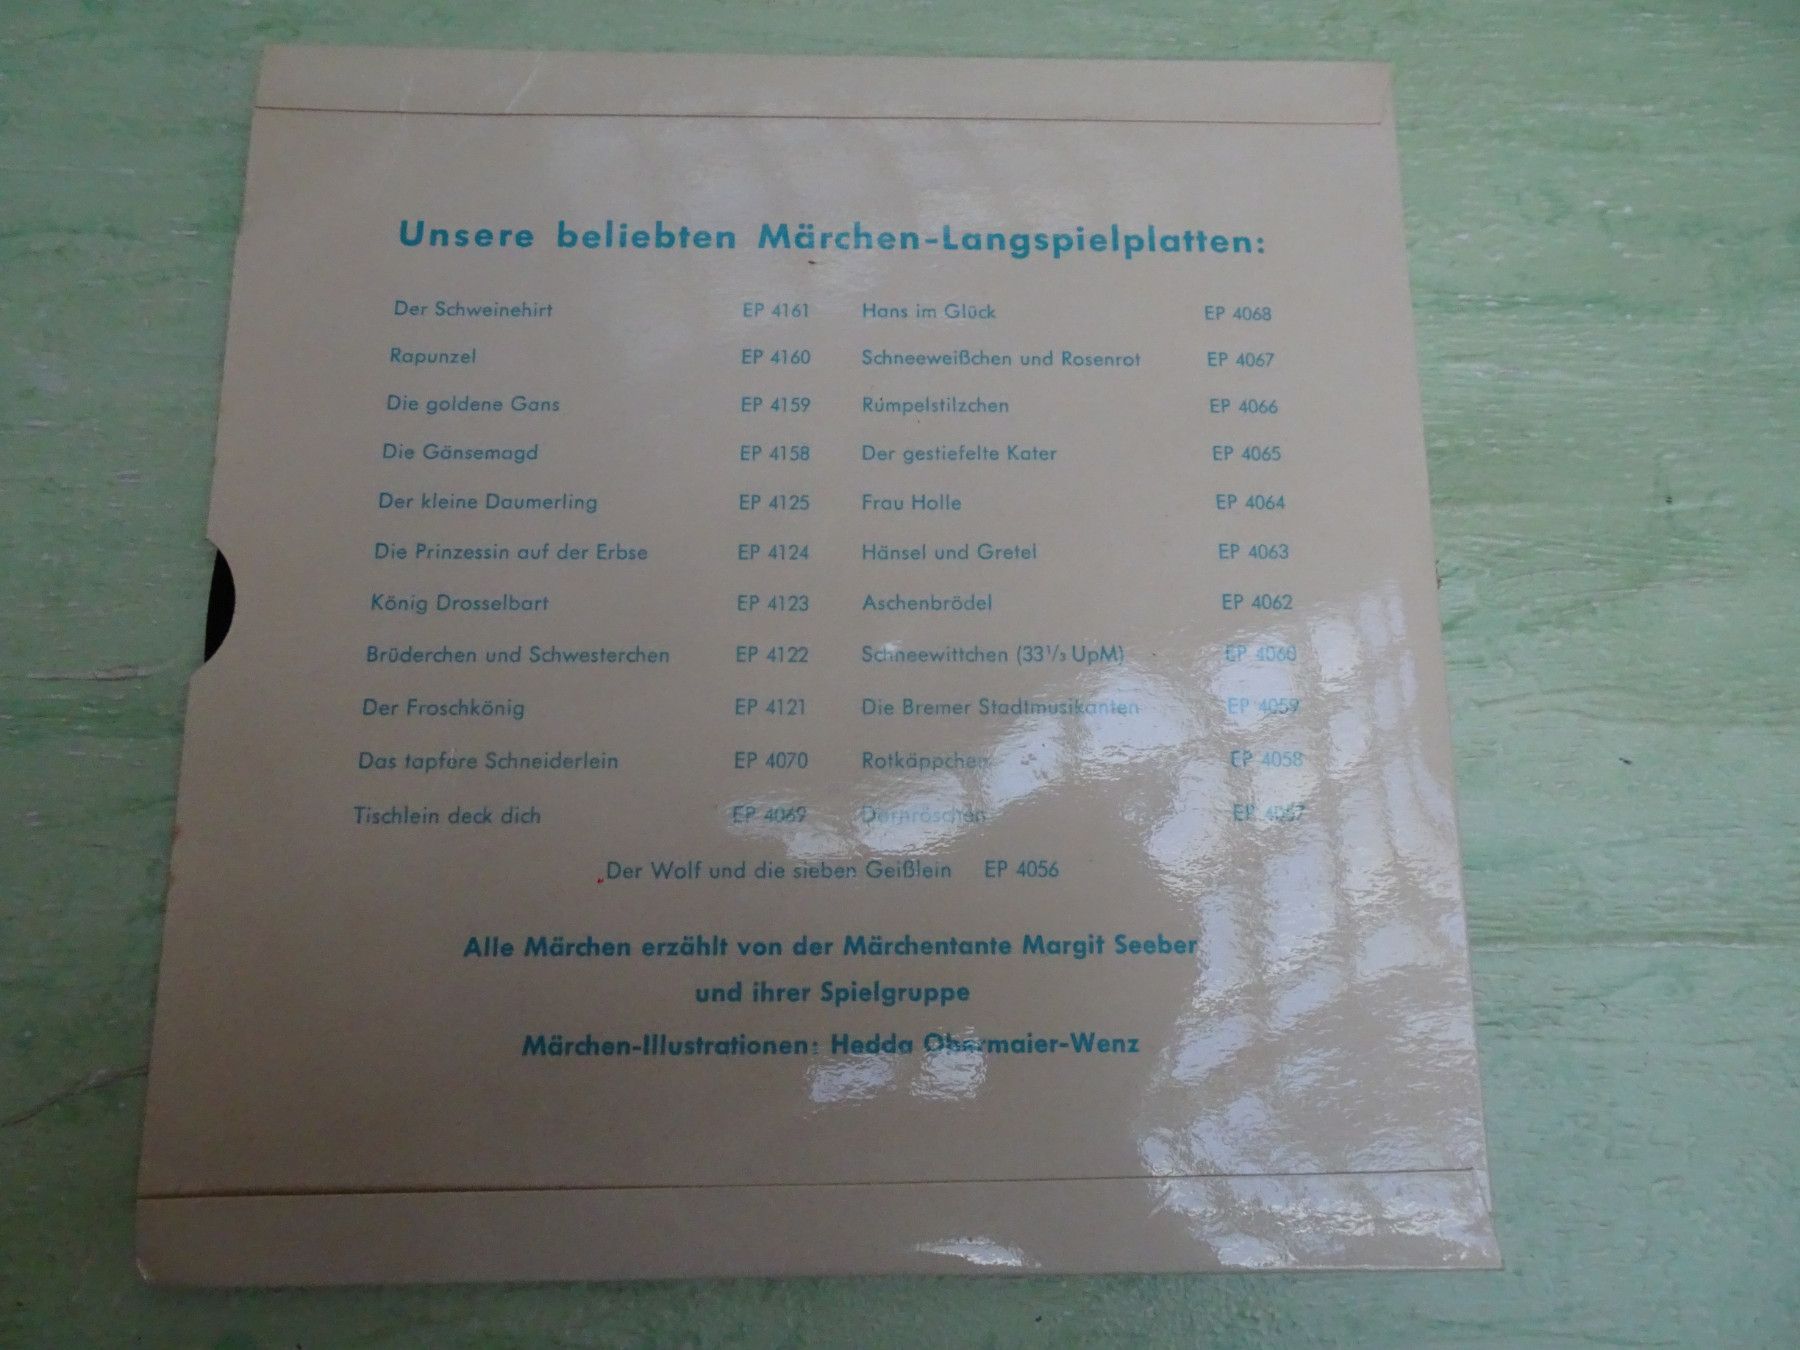 Unsere beliebten Märchen-Langspielplatten:
Der Schweinehirt EP 4161 Hans im Glück EP 4068
Rapunzel EP 4160 Schneeweißchen und Rosenrot EP 4067
Die goldene Gans EP 4159 Rumpelstilzchen EP 4066
Die Gänsemagd EP 4158 Der gestiefelte Kater EP 4065
Der kleine Daumerling EP 4125 Frau Holle EP 4064
Die Prinzessin auf der Erbse EP 4124 Hänsel und Gretel EP 4063
König Drosselbart EP 4123 Aschenbrödel EP 4062
Brüderchen und Schwesterchen EP 4122 Schneewittchen (33¹/₃ UpM) EP 4060
Der Froschkönig EP 4121 Die Bremer Stadtmusikanten EP 4059
Das tapfere Schneiderlein EP 4070 Rotkäppchen EP 4058
Tischlein deck dich EP 4069 Dornröschen EP 4057
Der Wolf und die sieben Geißlein EP 4056
Alle Märchen erzählt von der Märchentante Margit Seeber
und ihrer Spielgruppe
Märchen-Illustrationen: Hedda Obermaier-Wenz